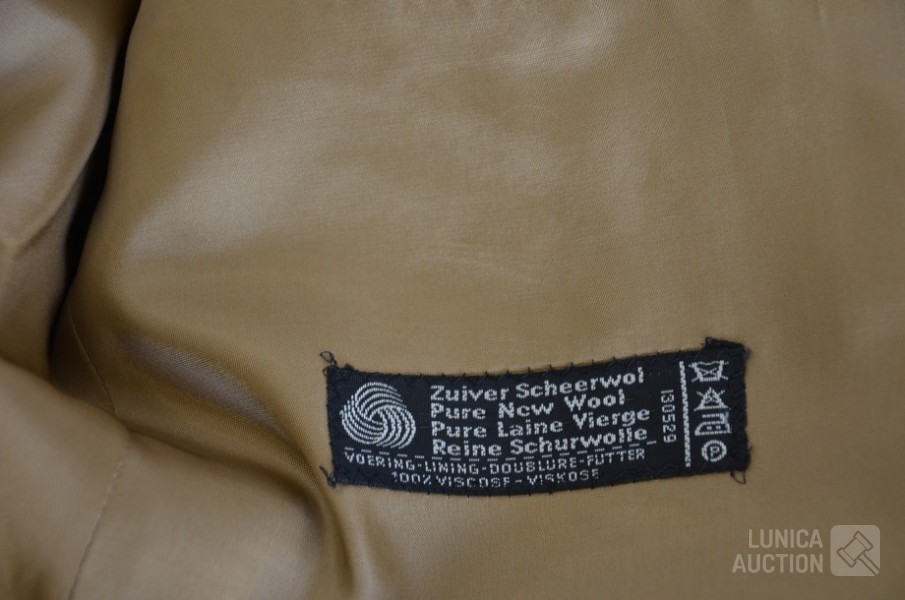 Zuiver Scheerwol
Pure New Wool
Pure Laine Vierge
Reine Schurwolle
VOERING-LINING-DOUBLURE-FUTTER
100% VISCOSE - VISKOSE
130529
P
LUNICA
AUCTION